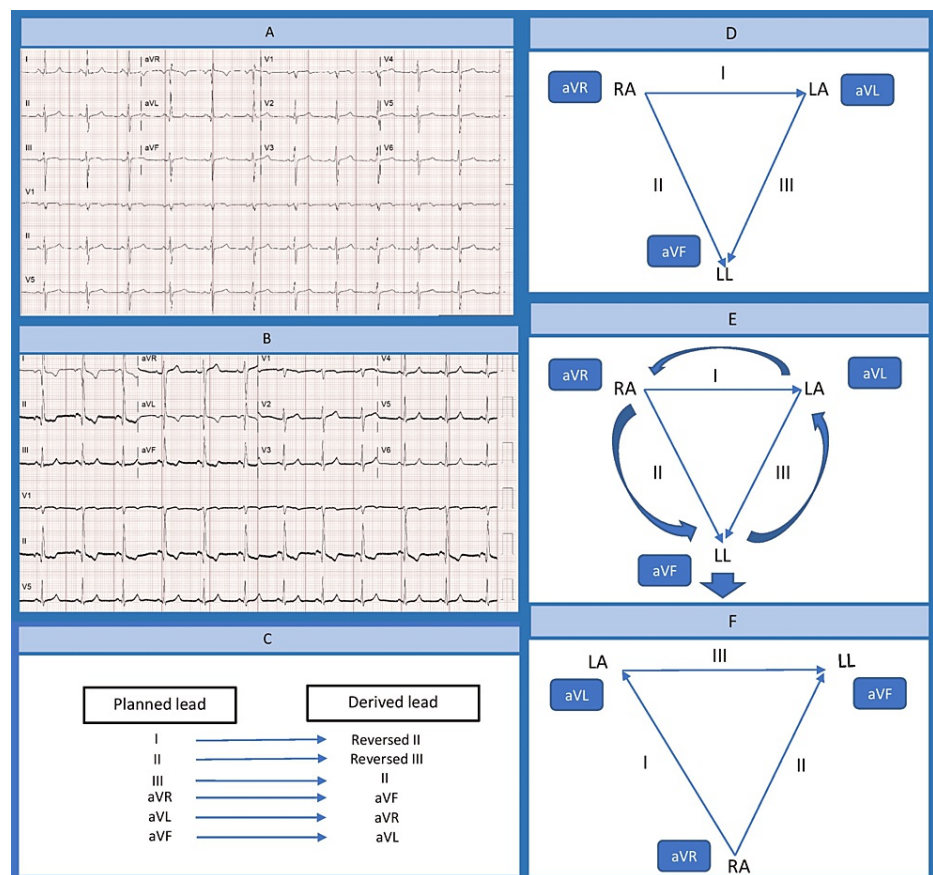 A
I aVR V1 V4
II aVL V2 V5
III aVF V3 V6
V1
II
V5
B
I aVR V1 V4
II aVL V2 V5
III aVF V3 V6
V1
II
V5
C
Planned lead Derived lead
I Reversed II
II Reversed III
III II
aVR aVF
aVL aVR
aVF aVL
D
I
aVR RA LA aVL
II III
aVF
LL
E
aVR I aVL
RA LA
II III
LL
aVF
F
LA III LL
aVL aVF
I II
aVR RA